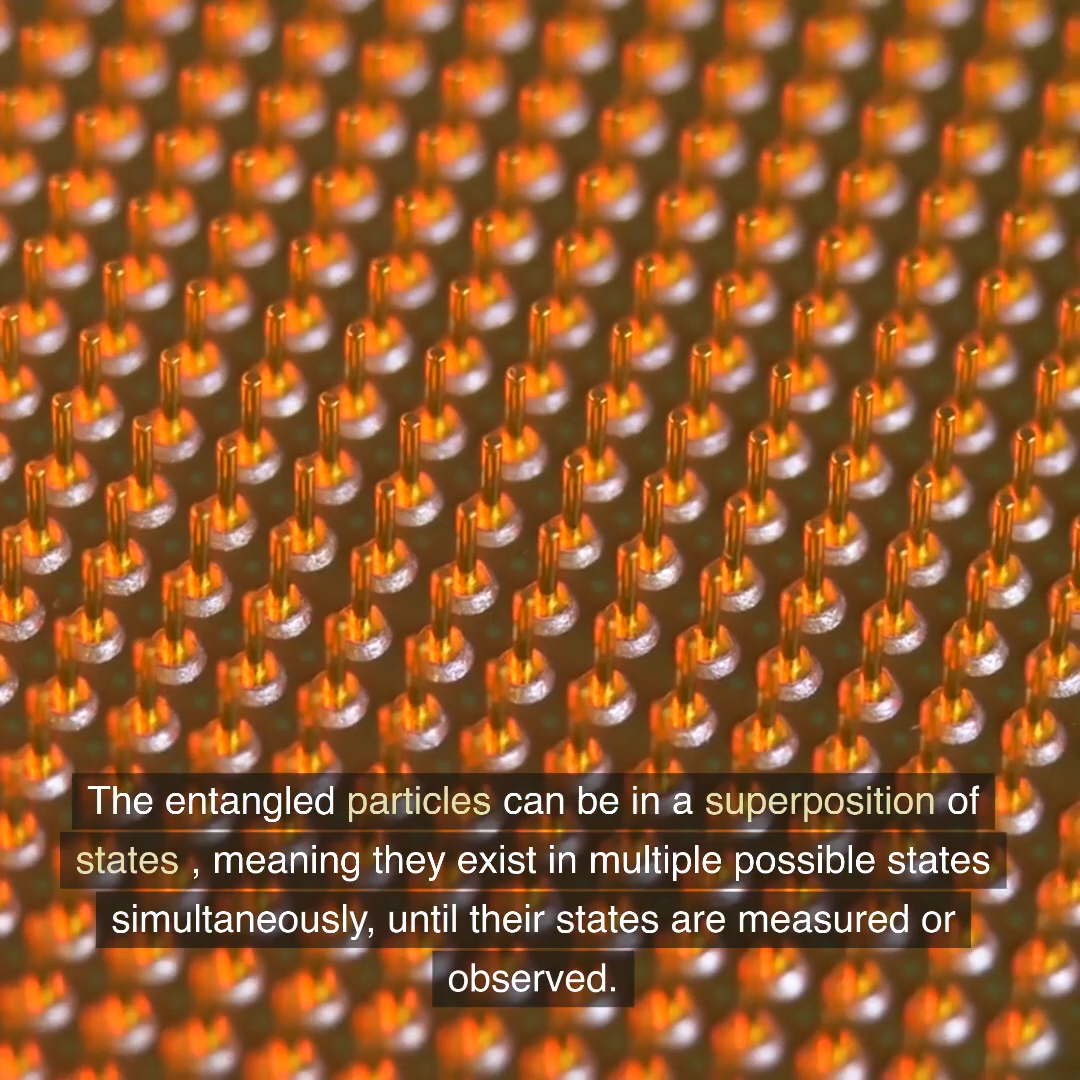 The entangled particles can be in a superposition of
states , meaning they exist in multiple possible states
simultaneously, until their states are measured or
observed.